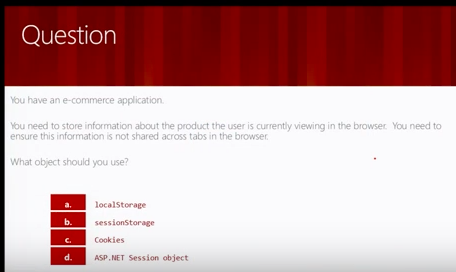 Question
You have an e-commerce application.
You need to store information about the product the user is currently viewing in the browser. You need to
ensure this information is not shared across tabs in the browser.
What object should you use?
a. localStorage
b. sessionStorage
c. Cookies
d. ASP.NET Session object